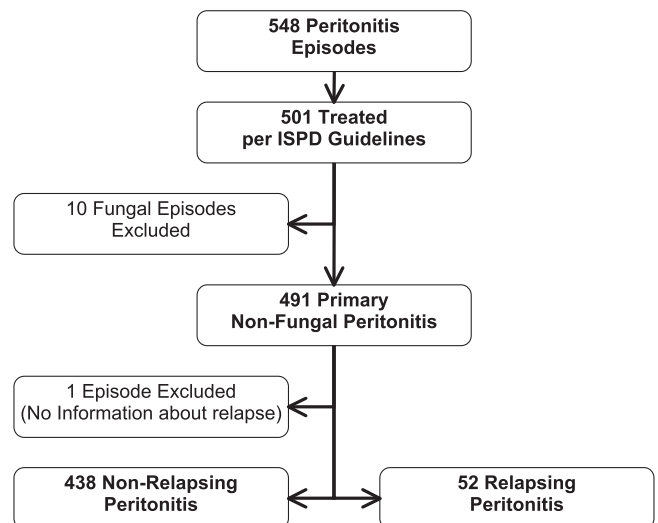 548 Peritonitis
Episodes
501 Treated
per ISPD Guidelines
10 Fungal Episodes
Excluded
491 Primary
Non-Fungal Peritonitis
1 Episode Excluded
(No Information about relapse)
438 Non-Relapsing
Peritonitis
52 Relapsing
Peritonitis